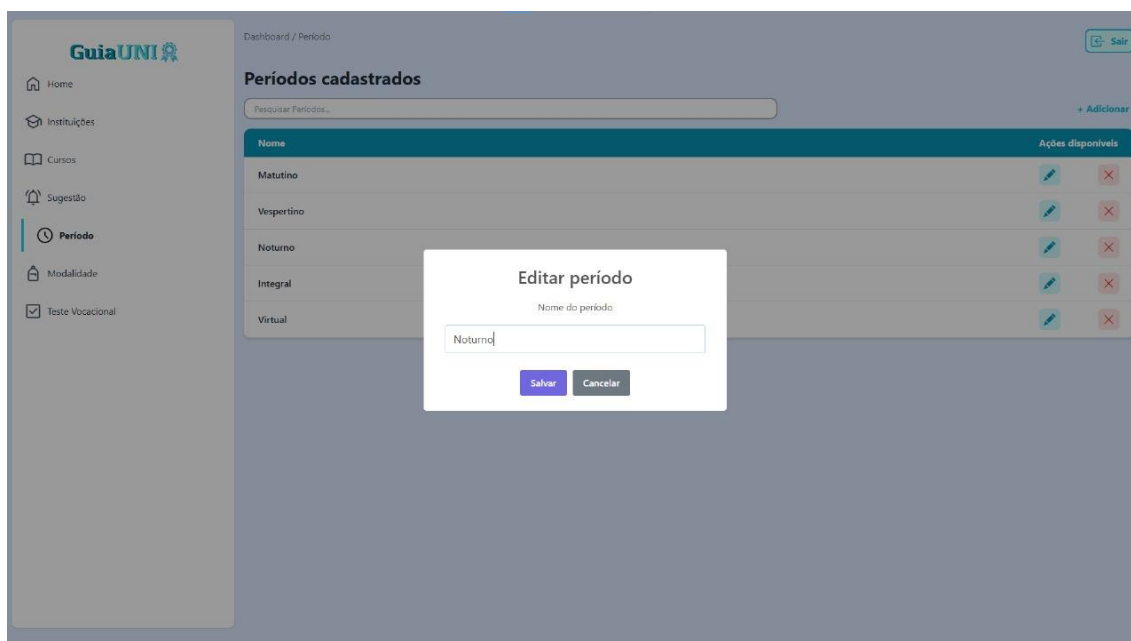 GuiaUNI
Home
Instituições
Cursos
Sugestão
Período
Modalidade
Teste Vocacional
Dashboard / Período
Sair
Períodos cadastrados
Pesquisar Períodos...
+ Adicionar
Nome Ações disponíveis
Matutino
Vespertino
Noturno
Integral
Virtual
Editar período
Nome do período
Noturno
Salvar Cancelar